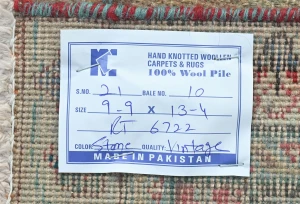 HAND KNOTTED WOOLLEN
CARPETS & RUGS
100% Wool Pile
S.NO. 21 BALE NO. 10
SIZE 9-9 x 13-4
RT 6722
COLOR Stone QUALITY Vintage
MADE IN PAKISTAN